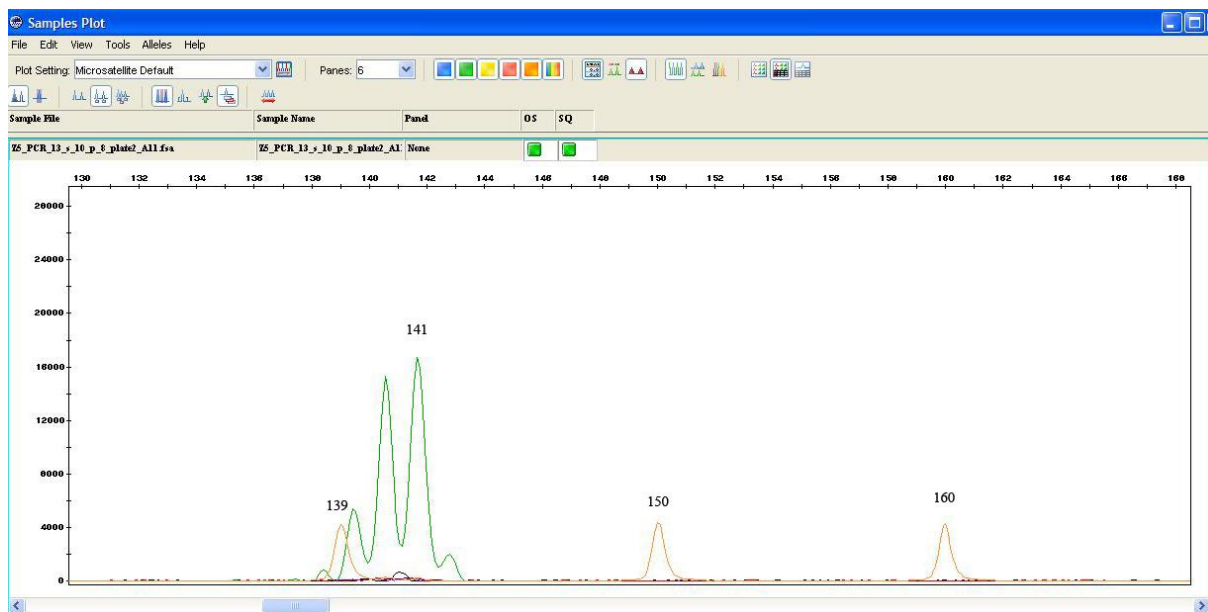 Samples Plot
File Edit View Tools Alleles Help
Plot Setting: Microsatellite Default Panes: 6
Sample File Sample Name Panel OS SQ
Z5_PCR_13_s_10_p_8_plate2_A11.fsa Z5_PCR_13_s_10_p_8_plate2_A1 None
130 132 134 136 138 140 142 144 146 148 150 152 154 156 158 160 162 164 166 168
28000
24000
20000
141
16000
12000
8000
139 150 160
4000
0